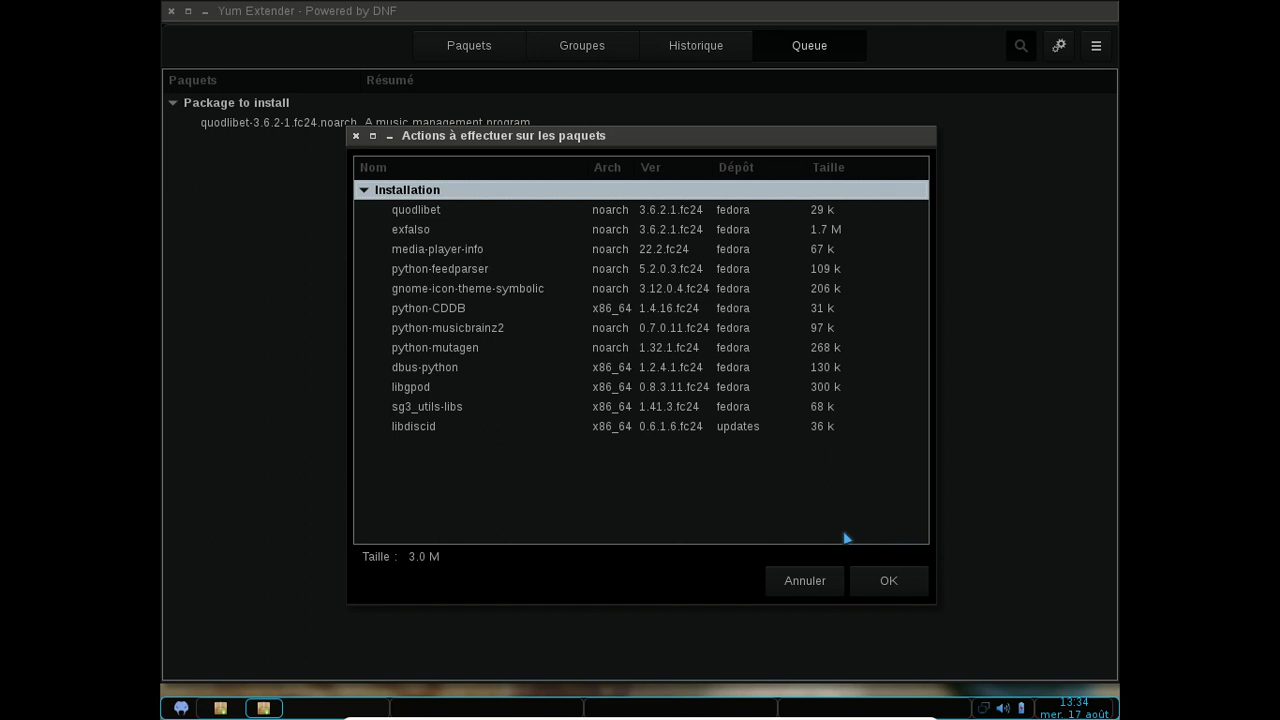 Yum Extender - Powered by DNF
Paquets Groupes Historique Queue
Paquets Résumé
Package to install
quodlibet-3.6.2-1.fc24.noarch A music management program
Actions à effectuer sur les paquets
Nom Arch Ver Dépôt Taille
Installation
quodlibet noarch 3.6.2.1.fc24 fedora 29 k
exfalso noarch 3.6.2.1.fc24 fedora 1.7 M
media-player-info noarch 22.2.fc24 fedora 67 k
python-feedparser noarch 5.2.0.3.fc24 fedora 109 k
gnome-icon-theme-symbolic noarch 3.12.0.4.fc24 fedora 206 k
python-CDDB x86_64 1.4.16.fc24 fedora 31 k
python-musicbrainz2 noarch 0.7.0.11.fc24 fedora 97 k
python-mutagen noarch 1.32.1.fc24 fedora 268 k
dbus-python x86_64 1.2.4.1.fc24 fedora 130 k
libgpod x86_64 0.8.3.11.fc24 fedora 300 k
sg3_utils-libs x86_64 1.41.3.fc24 fedora 68 k
libdiscid x86_64 0.6.1.6.fc24 updates 36 k
Taille : 3.0 M
Annuler OK
13:34
mer. 17 août